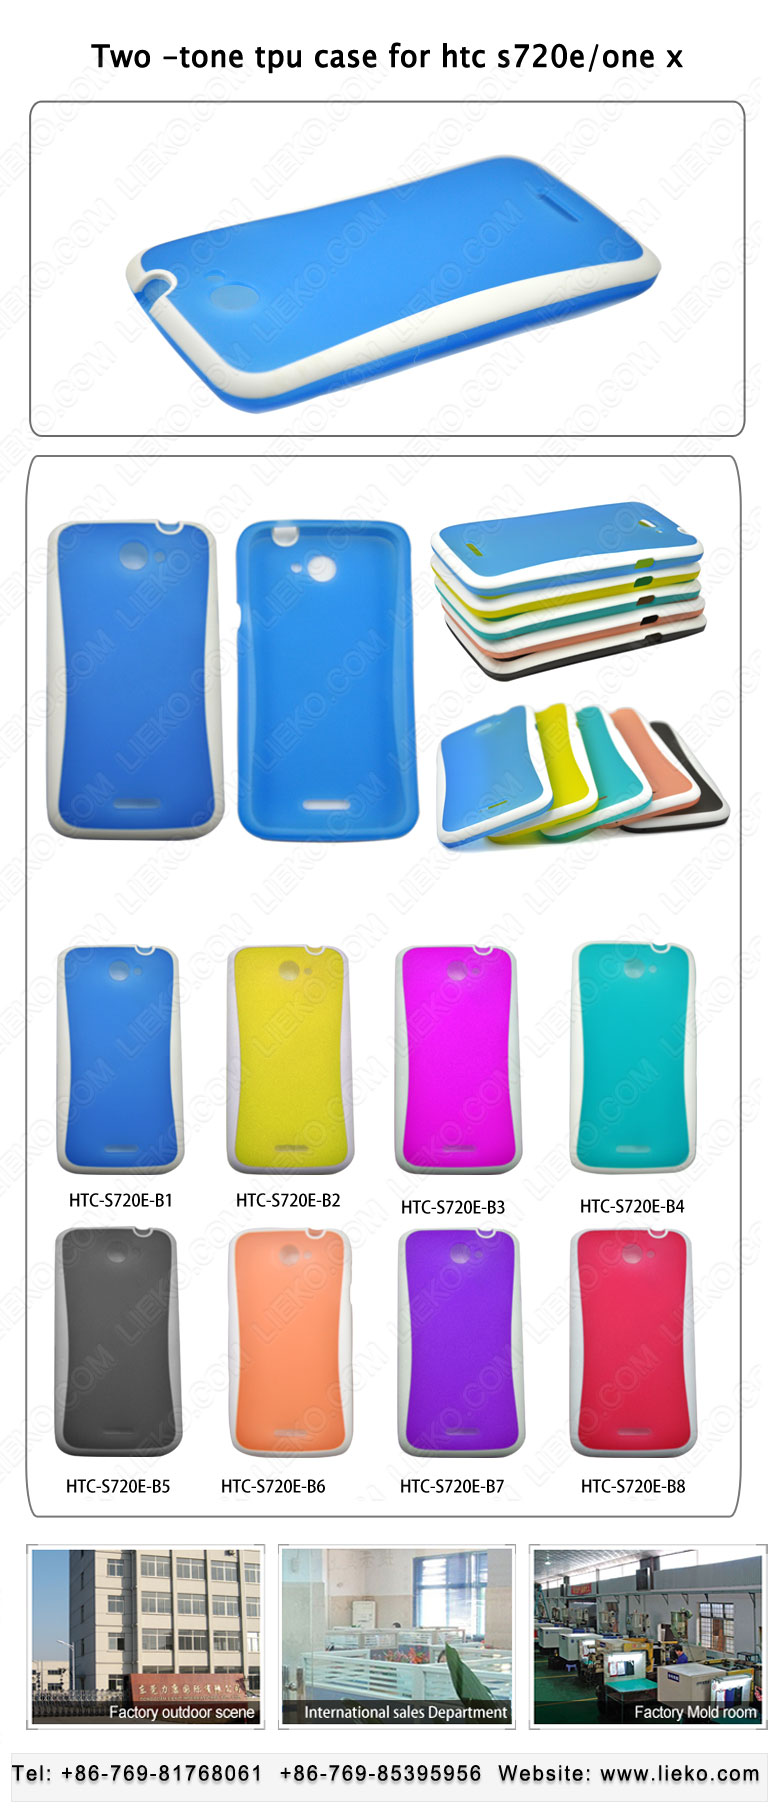 Two -tone tpu case for htc s720e/one x
LIEKO.COM
HTC-S720E-B1 HTC-S720E-B2 HTC-S720E-B3 HTC-S720E-B4
HTC-S720E-B5 HTC-S720E-B6 HTC-S720E-B7 HTC-S720E-B8
Factory outdoor scene
International sales Department
Factory Mold room
Tel: +86-769-81768061 +86-769-85395956 Website: www.lieko.com